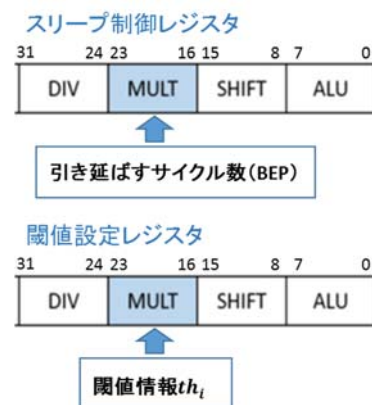 スリープ制御レジスタ
31 24 23 16 15 8 7 0
DIV MULT SHIFT ALU
引き延ばすサイクル数(BEP)
閾値設定レジスタ
31 24 23 16 15 8 7 0
DIV MULT SHIFT ALU
閾値情報thᵢ